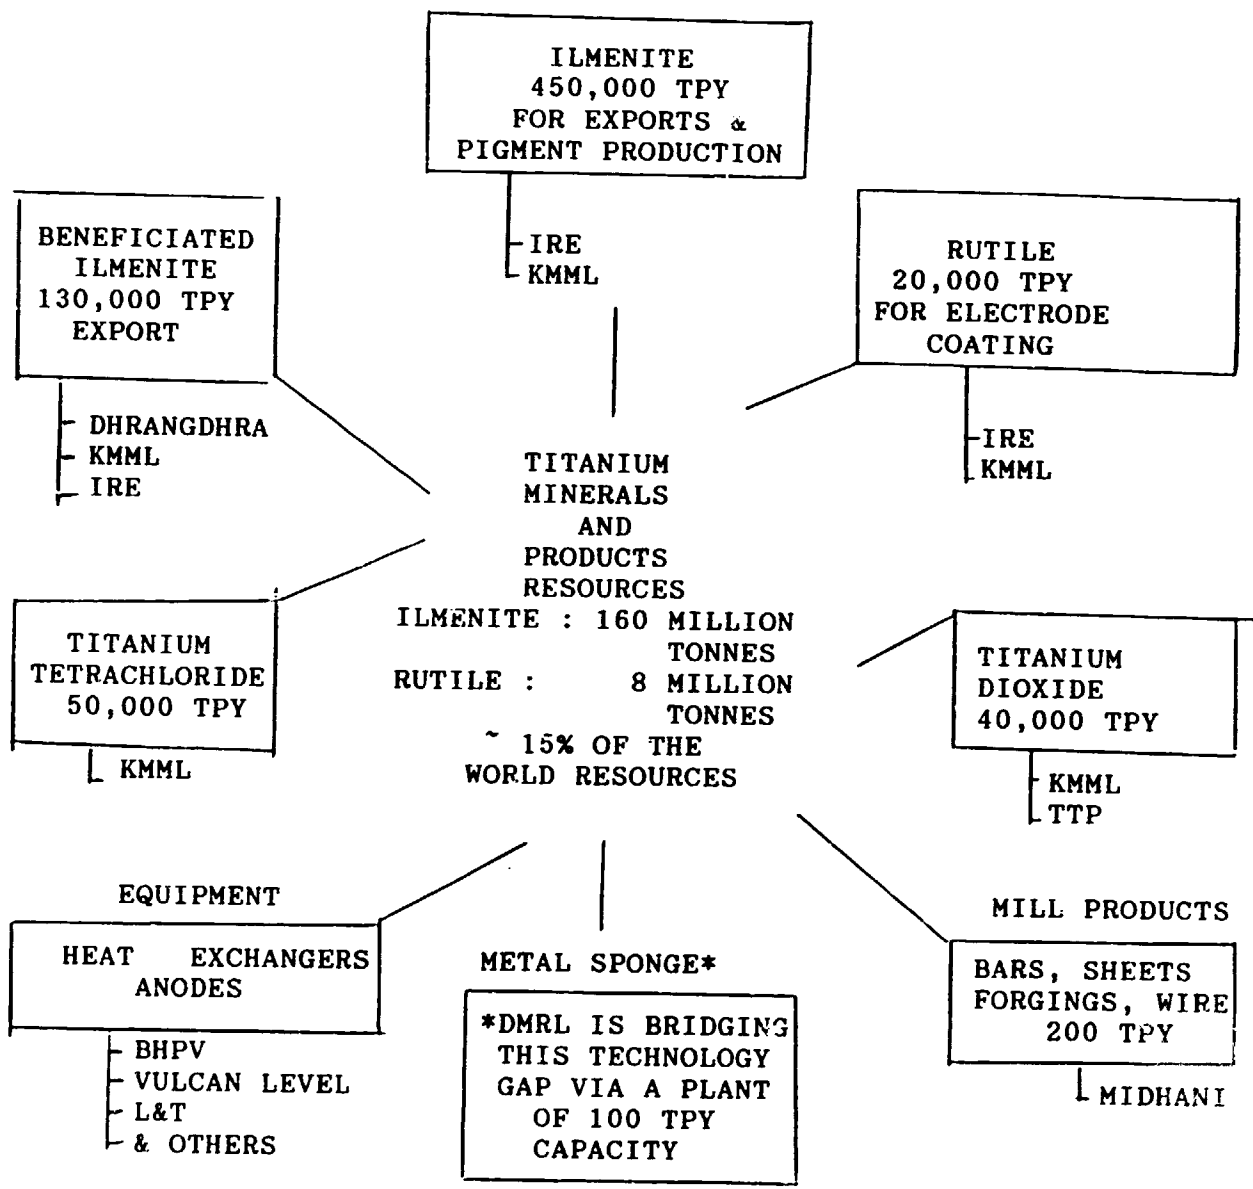 ILMENITE
450,000 TPY
FOR EXPORTS &
PIGMENT PRODUCTION
IRE
KMML
BENEFICIATED
ILMENITE
130,000 TPY
EXPORT
DHRANGDHRA
KMML
IRE
RUTILE
20,000 TPY
FOR ELECTRODE
COATING
IRE
KMML
TITANIUM
MINERALS
AND
PRODUCTS
RESOURCES
ILMENITE : 160 MILLION
TONNES
RUTILE : 8 MILLION
TONNES
~ 15% OF THE
WORLD RESOURCES
TITANIUM
TETRACHLORIDE
50,000 TPY
KMML
TITANIUM
DIOXIDE
40,000 TPY
KMML
TTP
EQUIPMENT
HEAT EXCHANGERS
ANODES
BHPV
VULCAN LEVEL
L&T
& OTHERS
METAL SPONGE*
*DMRL IS BRIDGING
THIS TECHNOLOGY
GAP VIA A PLANT
OF 100 TPY
CAPACITY
MILL PRODUCTS
BARS, SHEETS
FORGINGS, WIRE
200 TPY
MIDHANI